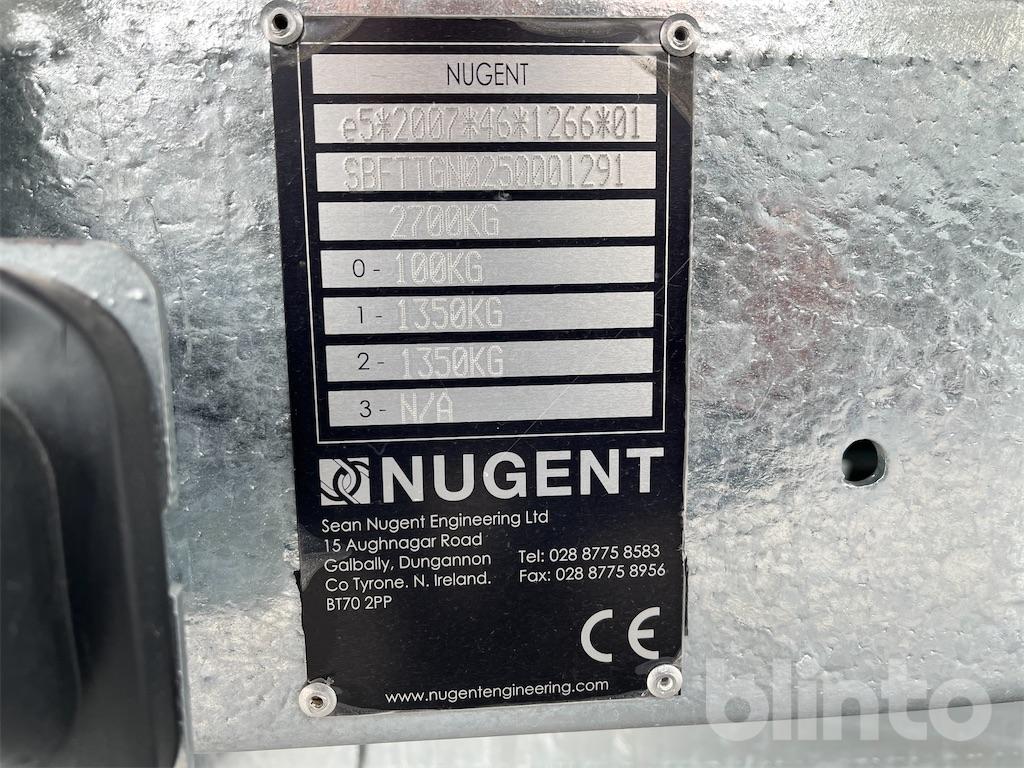 NUGENT
e5*2007*46*1266*01
SBFTTGN0250001291
2700KG
0- 100KG
1- 1350KG
2- 1350KG
3- N/A
NUGENT
Sean Nugent Engineering Ltd
15 Aughnagar Road
Galbally, Dungannon
Co Tyrone. N. Ireland.
BT70 2PP
Tel: 028 8775 8583
Fax: 028 8775 8956
CE
www.nugentengineering.com
blinto